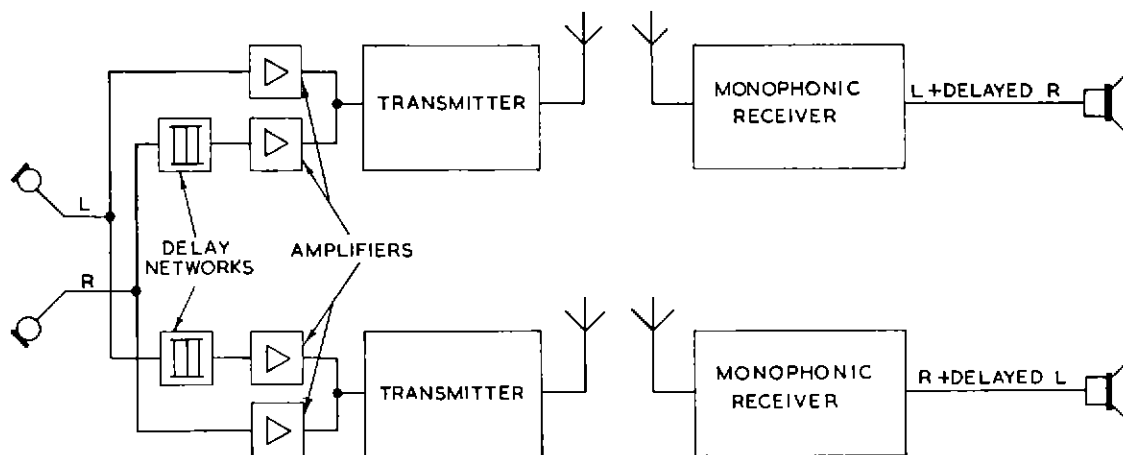 TRANSMITTER
MONOPHONIC
RECEIVER
L +DELAYED R
L
DELAY
NETWORKS
AMPLIFIERS
R
TRANSMITTER
MONOPHONIC
RECEIVER
R +DELAYED L